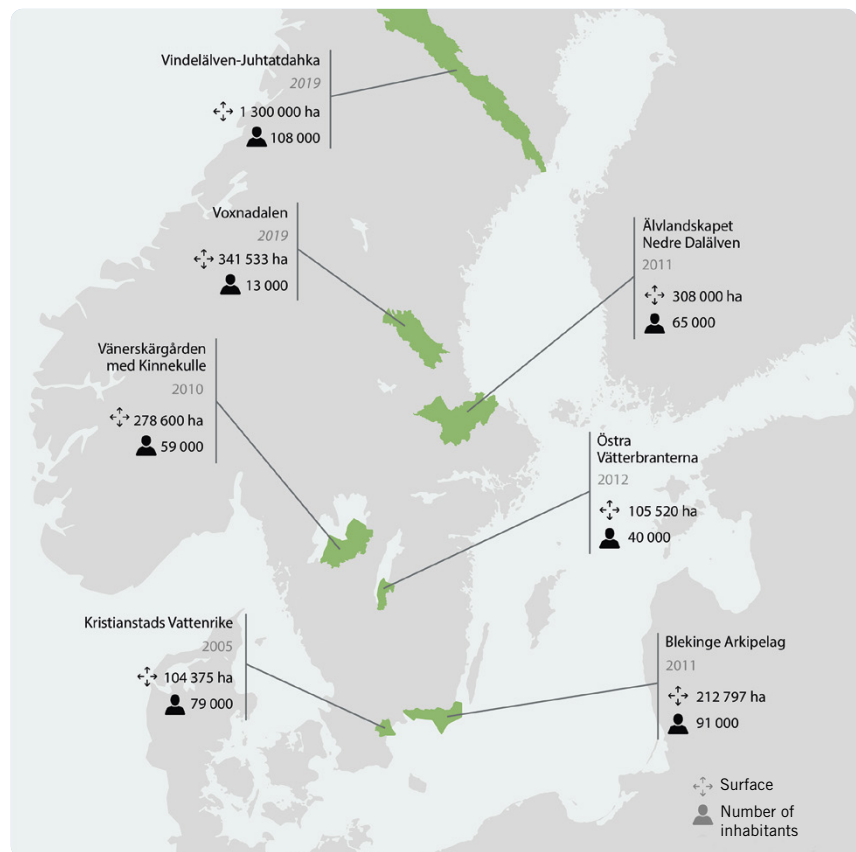 Vindelälven-Juhtatdahka
2019
1 300 000 ha
108 000
Voxnadalen
2019
341 533 ha
13 000
Älvlandskapet
Nedre Dalälven
2011
308 000 ha
65 000
Vänerskärgården
med Kinnekulle
2010
278 600 ha
59 000
Östra
Vätterbranterna
2012
105 520 ha
40 000
Kristianstads Vattenrike
2005
104 375 ha
79 000
Blekinge Arkipelag
2011
212 797 ha
91 000
Surface
Number of
inhabitants